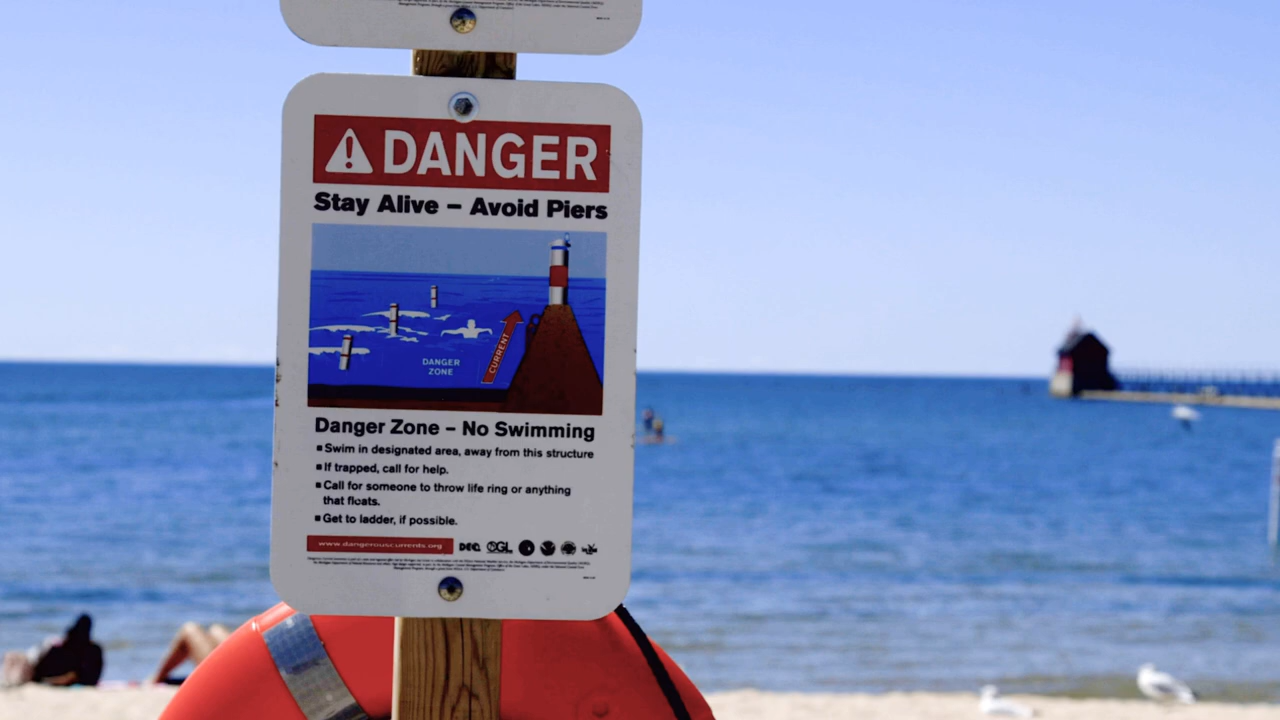 DANGER
Stay Alive – Avoid Piers
CURRENT
DANGER
ZONE
Danger Zone – No Swimming
▪ Swim in designated area, away from this structure
▪ If trapped, call for help.
▪ Call for someone to throw life ring or anything
that floats.
▪ Get to ladder, if possible.
www.dangerouscurrents.org
DEQ OGL